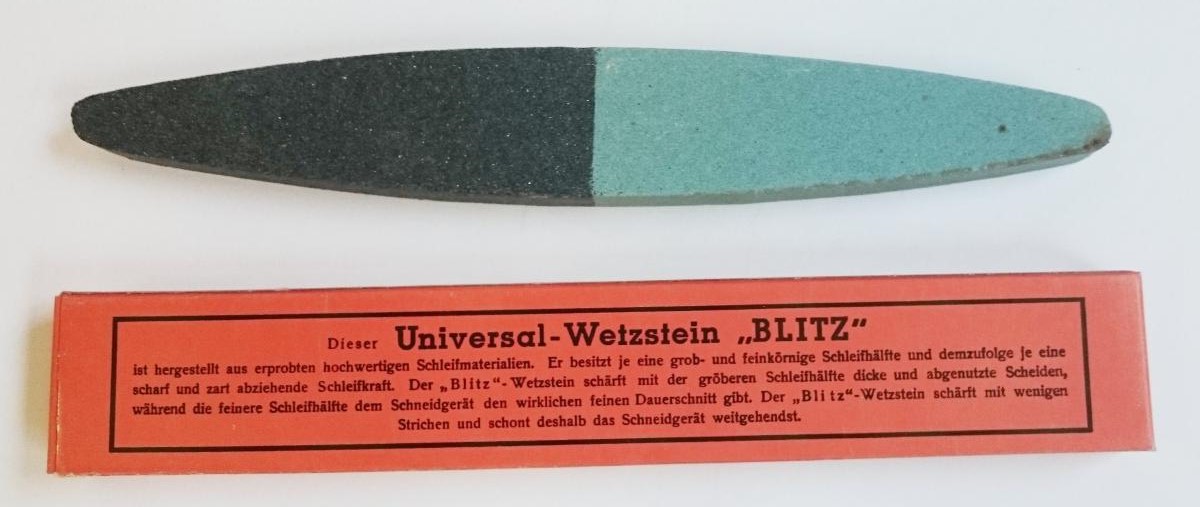 Dieser Universal-Wetzstein „BLITZ“
ist hergestellt aus erprobten hochwertigen Schleifmaterialien. Er besitzt je eine grob- und feinkörnige Schleifhälfte und demzufolge je eine
scharf und zart abziehende Schleifkraft. Der „Blitz“-Wetzstein schärft mit der gröberen Schleifhälfte dicke und abgenutzte Scheiden,
während die feinere Schleifhälfte dem Schneidgerät den wirklichen feinen Dauerschnitt gibt. Der „Blitz“-Wetzstein schärft mit wenigen
Strichen und schont deshalb das Schneidgerät weitgehendst.